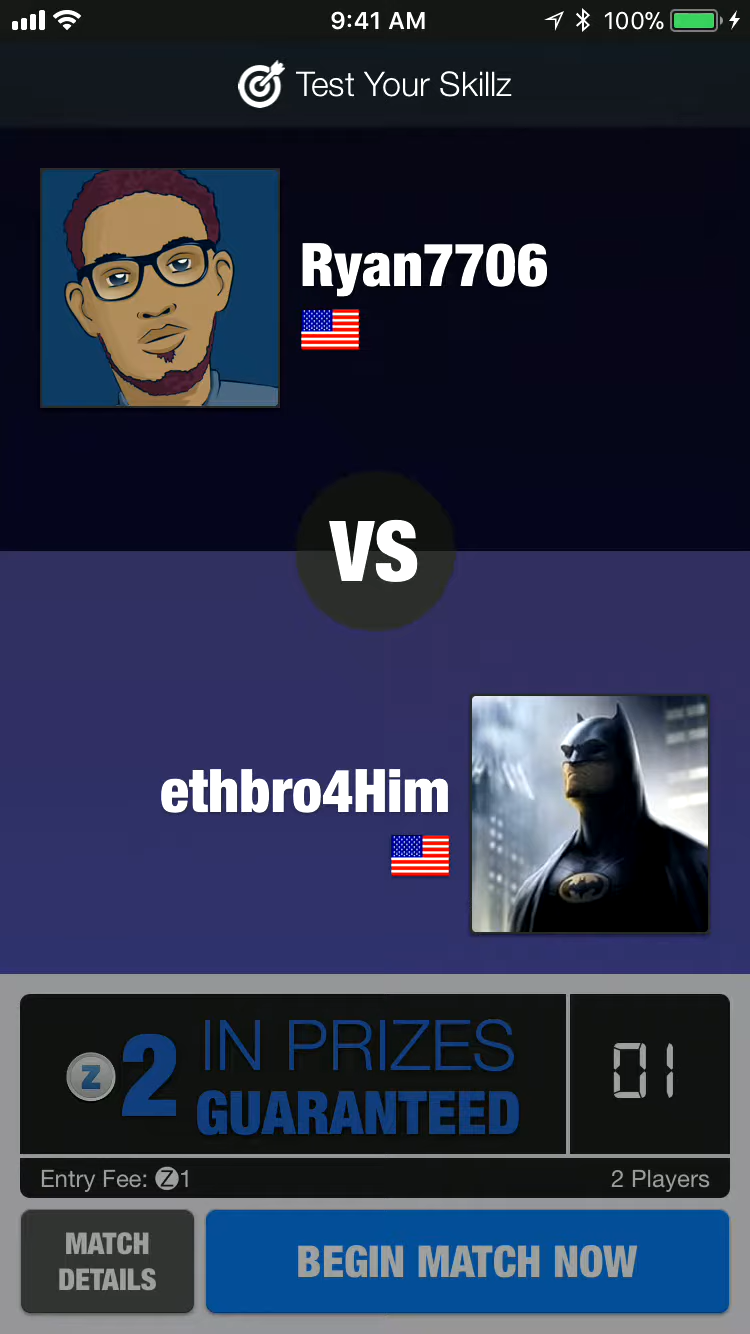 9:41 AM
100%
Test Your Skillz
Ryan7706
VS
ethbro4Him
Z 2 IN PRIZES
GUARANTEED
01
Entry Fee: Z1
2 Players
MATCH
DETAILS
BEGIN MATCH NOW